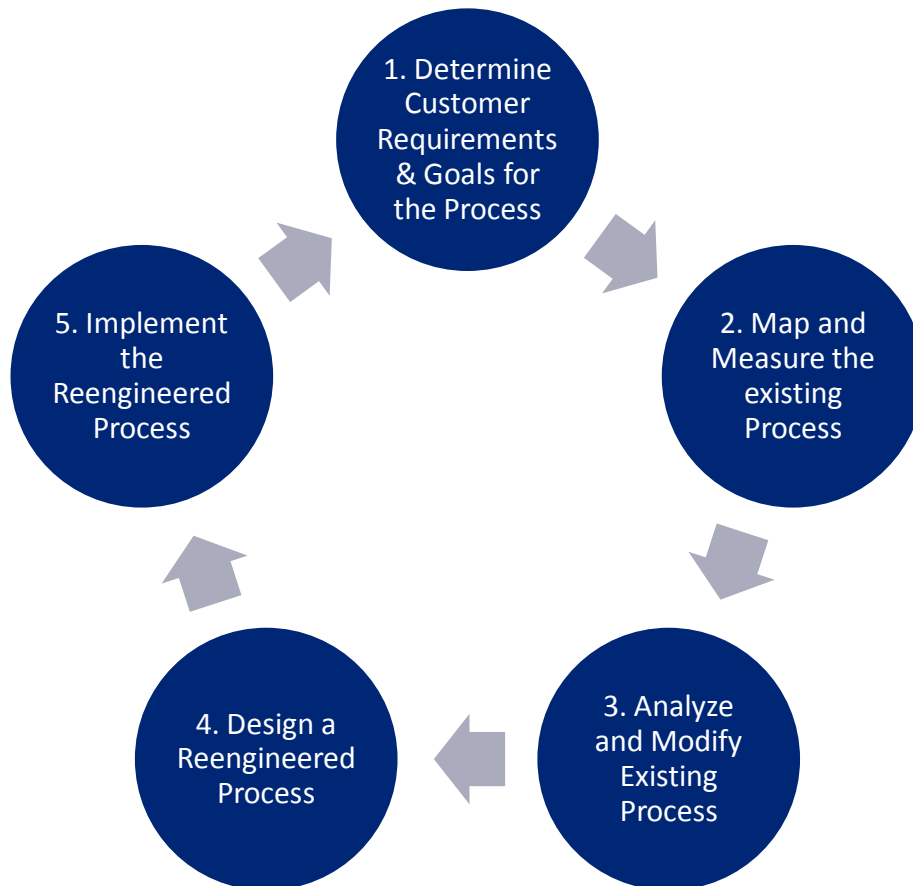 1. Determine
Customer
Requirements
& Goals for
the Process
2. Map and
Measure the
existing
Process
3. Analyze
and Modify
Existing
Process
4. Design a
Reengineered
Process
5. Implement
the
Reengineered
Process